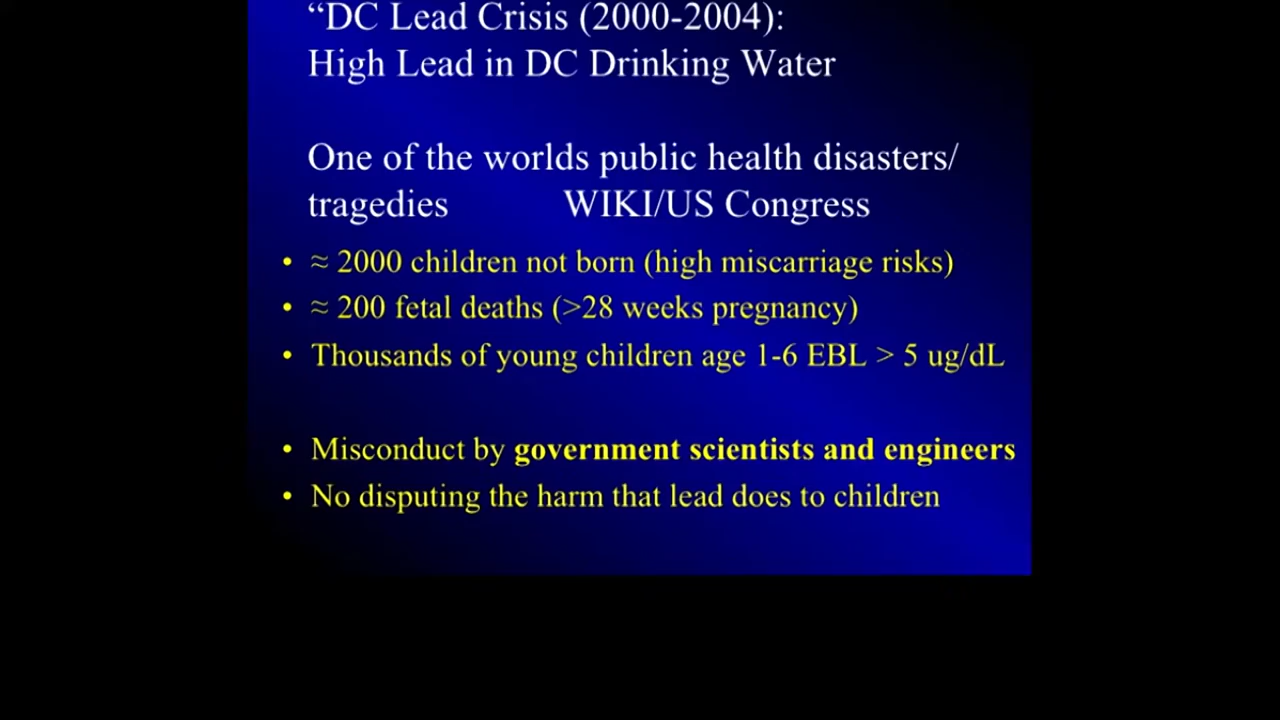 “DC Lead Crisis (2000-2004):
High Lead in DC Drinking Water
One of the worlds public health disasters/
tragedies WIKI/US Congress
• ≈ 2000 children not born (high miscarriage risks)
• ≈ 200 fetal deaths (>28 weeks pregnancy)
• Thousands of young children age 1-6 EBL > 5 ug/dL
• Misconduct by government scientists and engineers
• No disputing the harm that lead does to children